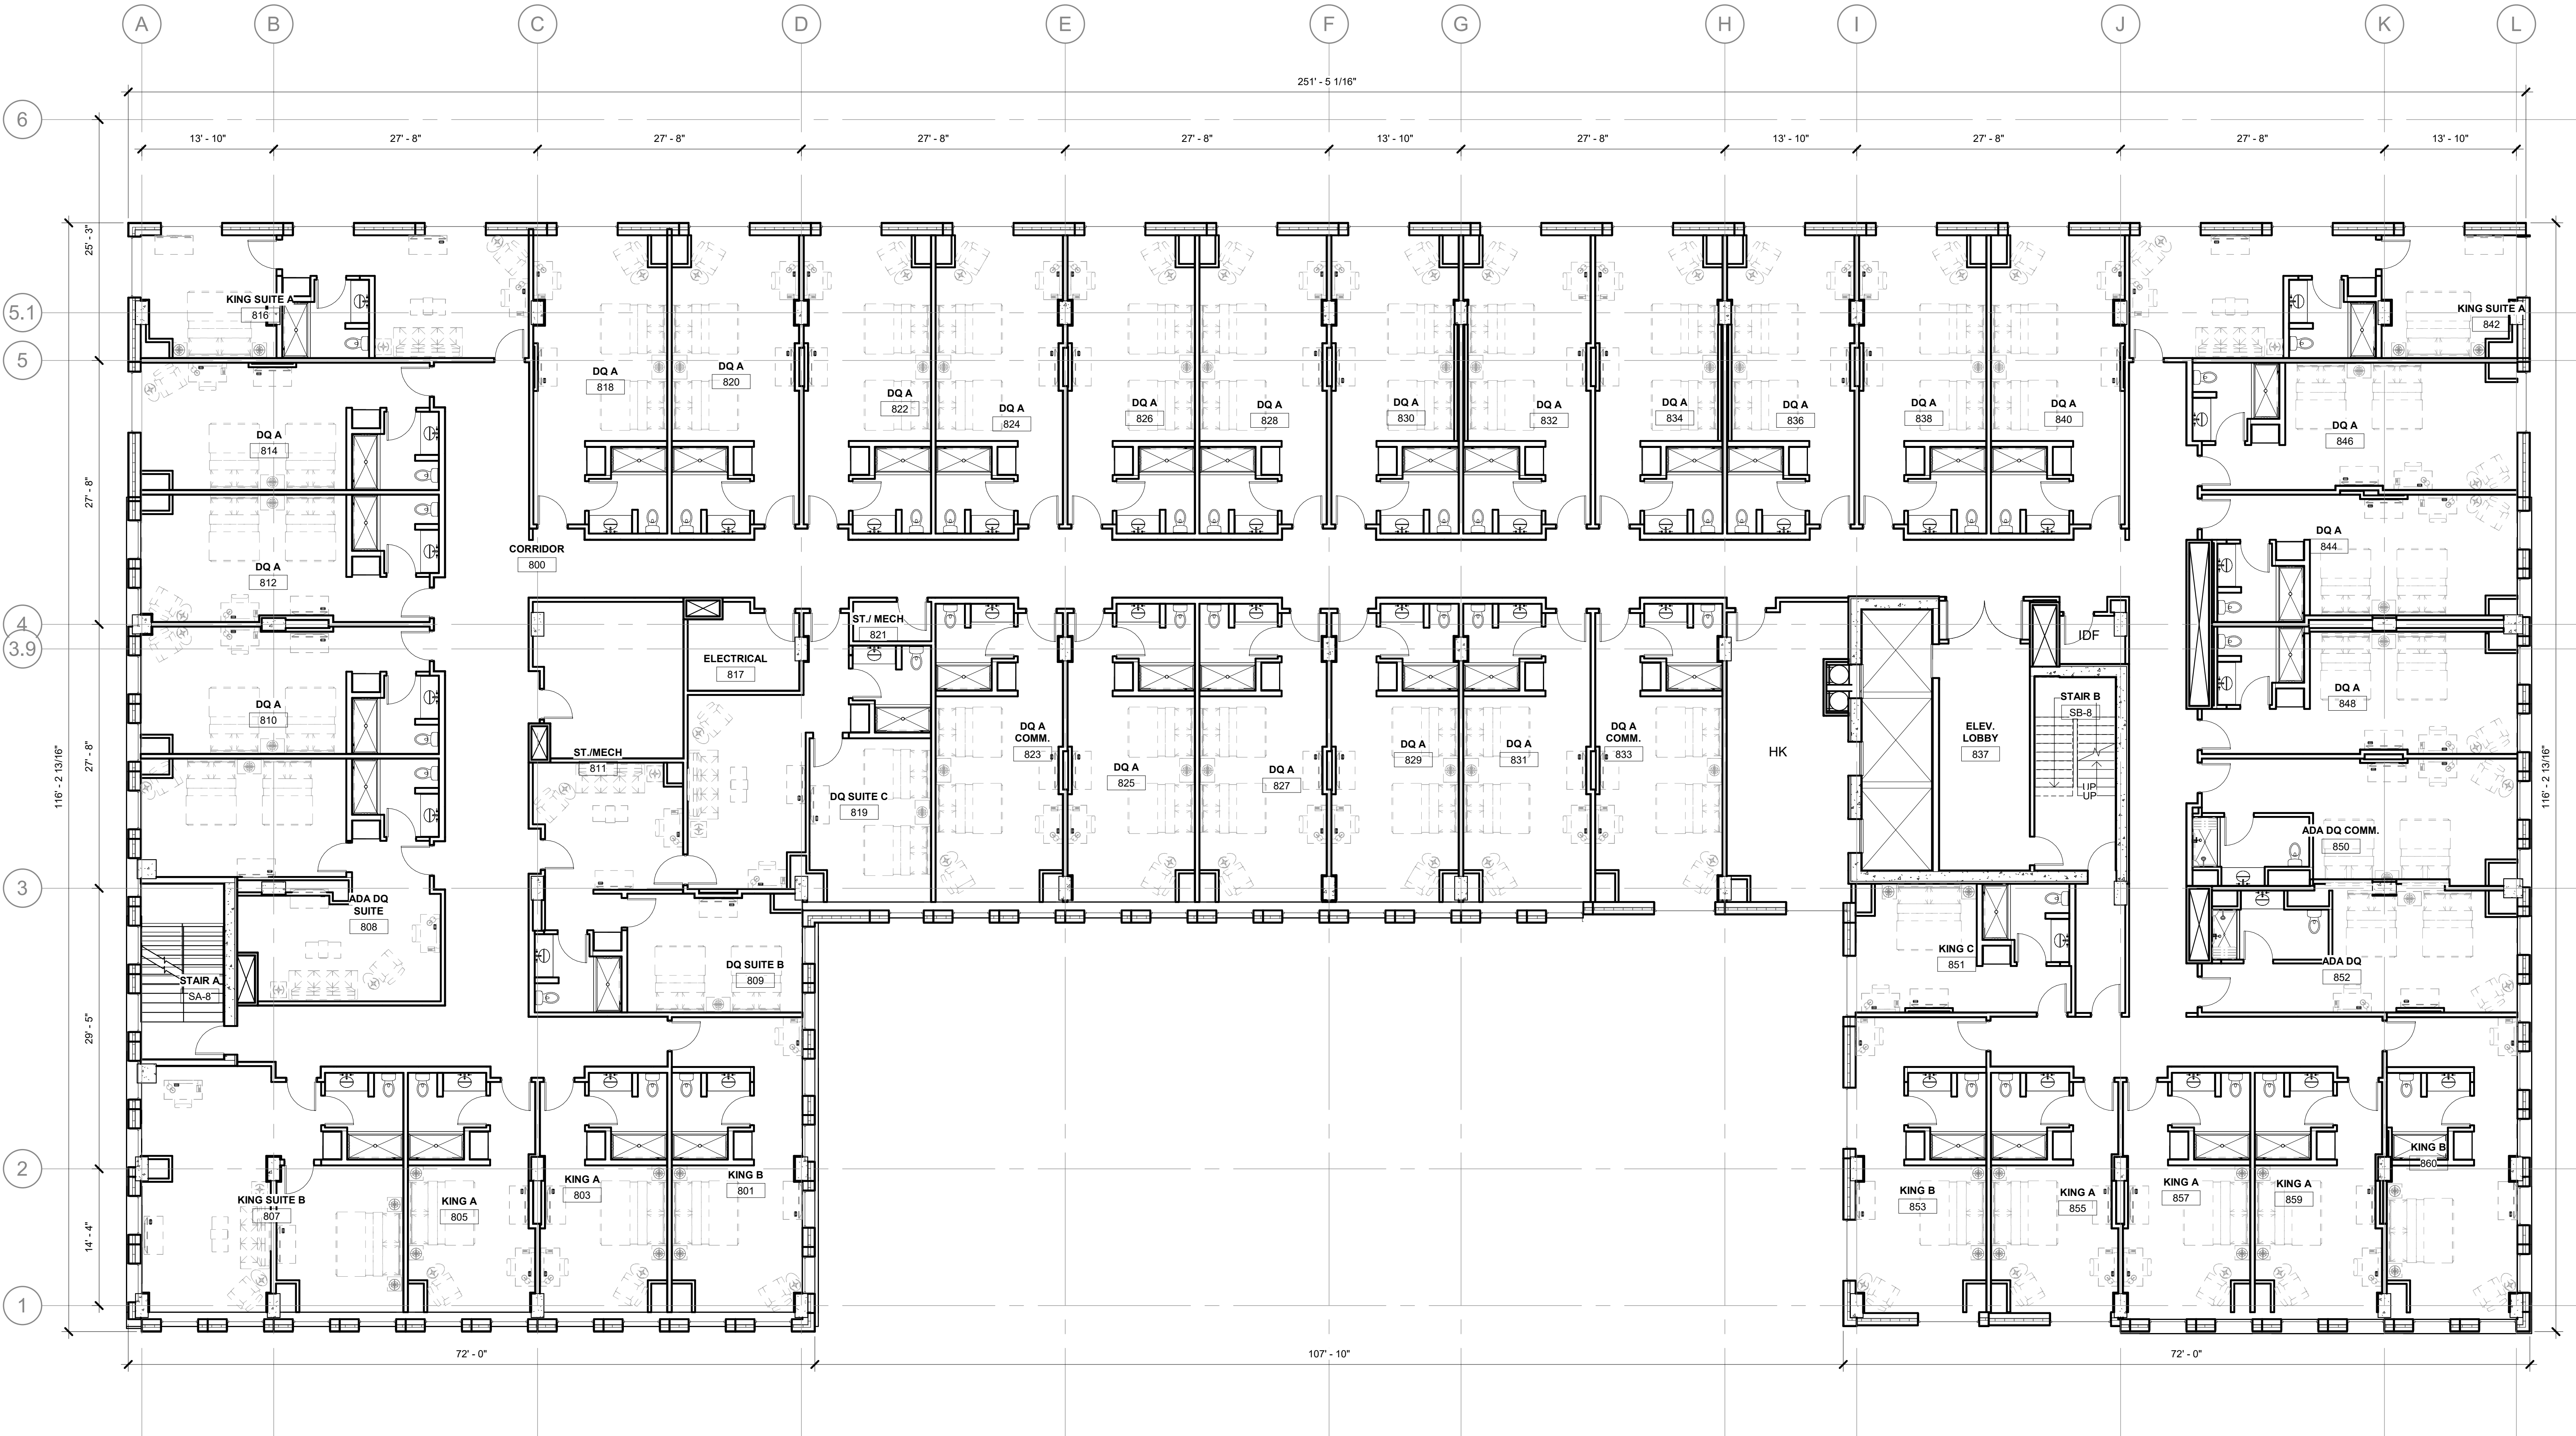 A
B
C
D
E
F
G
H
I
J
K
L
251' - 5 1/16"
6
13' - 10"
27' - 8"
27' - 8"
27' - 8"
27' - 8"
13' - 10"
27' - 8"
13' - 10"
27' - 8"
27' - 8"
13' - 10"
25' - 3"
5.1
5
4
3.9
3
2
1
27' - 8"
27' - 8"
29' - 5"
14' - 4"
116' - 2 13/16"
116' - 2 13/16"
KING SUITE A
816
KING SUITE A
842
DQ A
818
DQ A
820
DQ A
822
DQ A
824
DQ A
826
DQ A
828
DQ A
830
DQ A
832
DQ A
834
DQ A
836
DQ A
838
DQ A
840
DQ A
814
DQ A
846
CORRIDOR
800
DQ A
812
DQ A
844
ST./ MECH
821
IDF
ELECTRICAL
817
DQ A
810
DQ A
848
STAIR B
SB-8
UP
UP
ELEV.
LOBBY
837
HK
ST./MECH
811
DQ SUITE C
819
DQ A
COMM.
823
DQ A
825
DQ A
827
DQ A
829
DQ A
831
DQ A
COMM.
833
ADA DQ COMM.
850
ADA DQ
SUITE
808
STAIR A
SA-8
DQ SUITE B
809
KING C
851
ADA DQ
852
KING SUITE B
807
KING A
805
KING A
803
KING B
801
KING B
853
KING A
855
KING A
857
KING A
859
KING B
860
72' - 0"
107' - 10"
72' - 0"